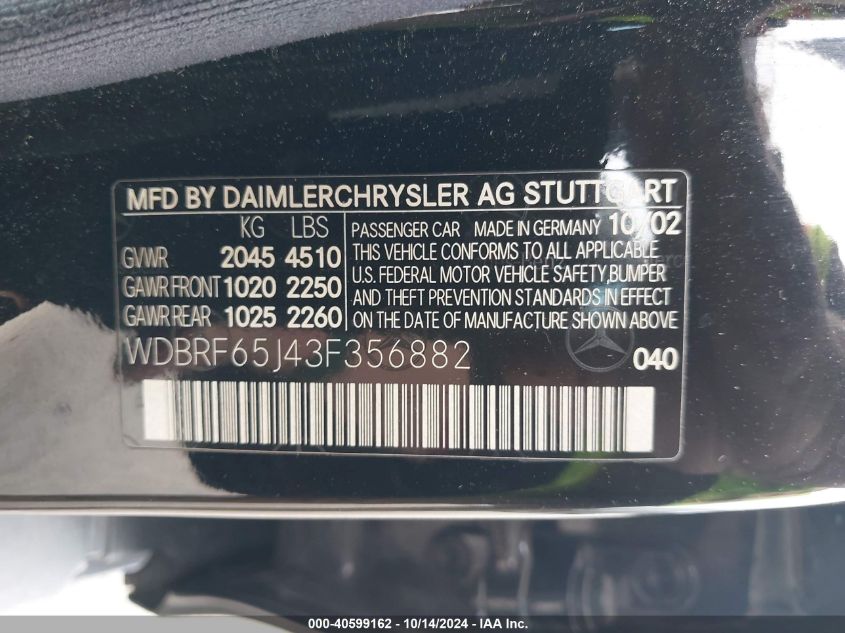 MFD BY DAIMLERCHRYSLER AG STUTTGART
KG LBS
GVWR 2045 4510
GAWR FRONT 1020 2250
GAWR REAR 1025 2260
PASSENGER CAR MADE IN GERMANY 10/02
THIS VEHICLE CONFORMS TO ALL APPLICABLE
U.S. FEDERAL MOTOR VEHICLE SAFETY, BUMPER
AND THEFT PREVENTION STANDARDS IN EFFECT
ON THE DATE OF MANUFACTURE SHOWN ABOVE
WDBRF65J43F356882 040
000-40599162 - 10/14/2024 - IAA Inc.